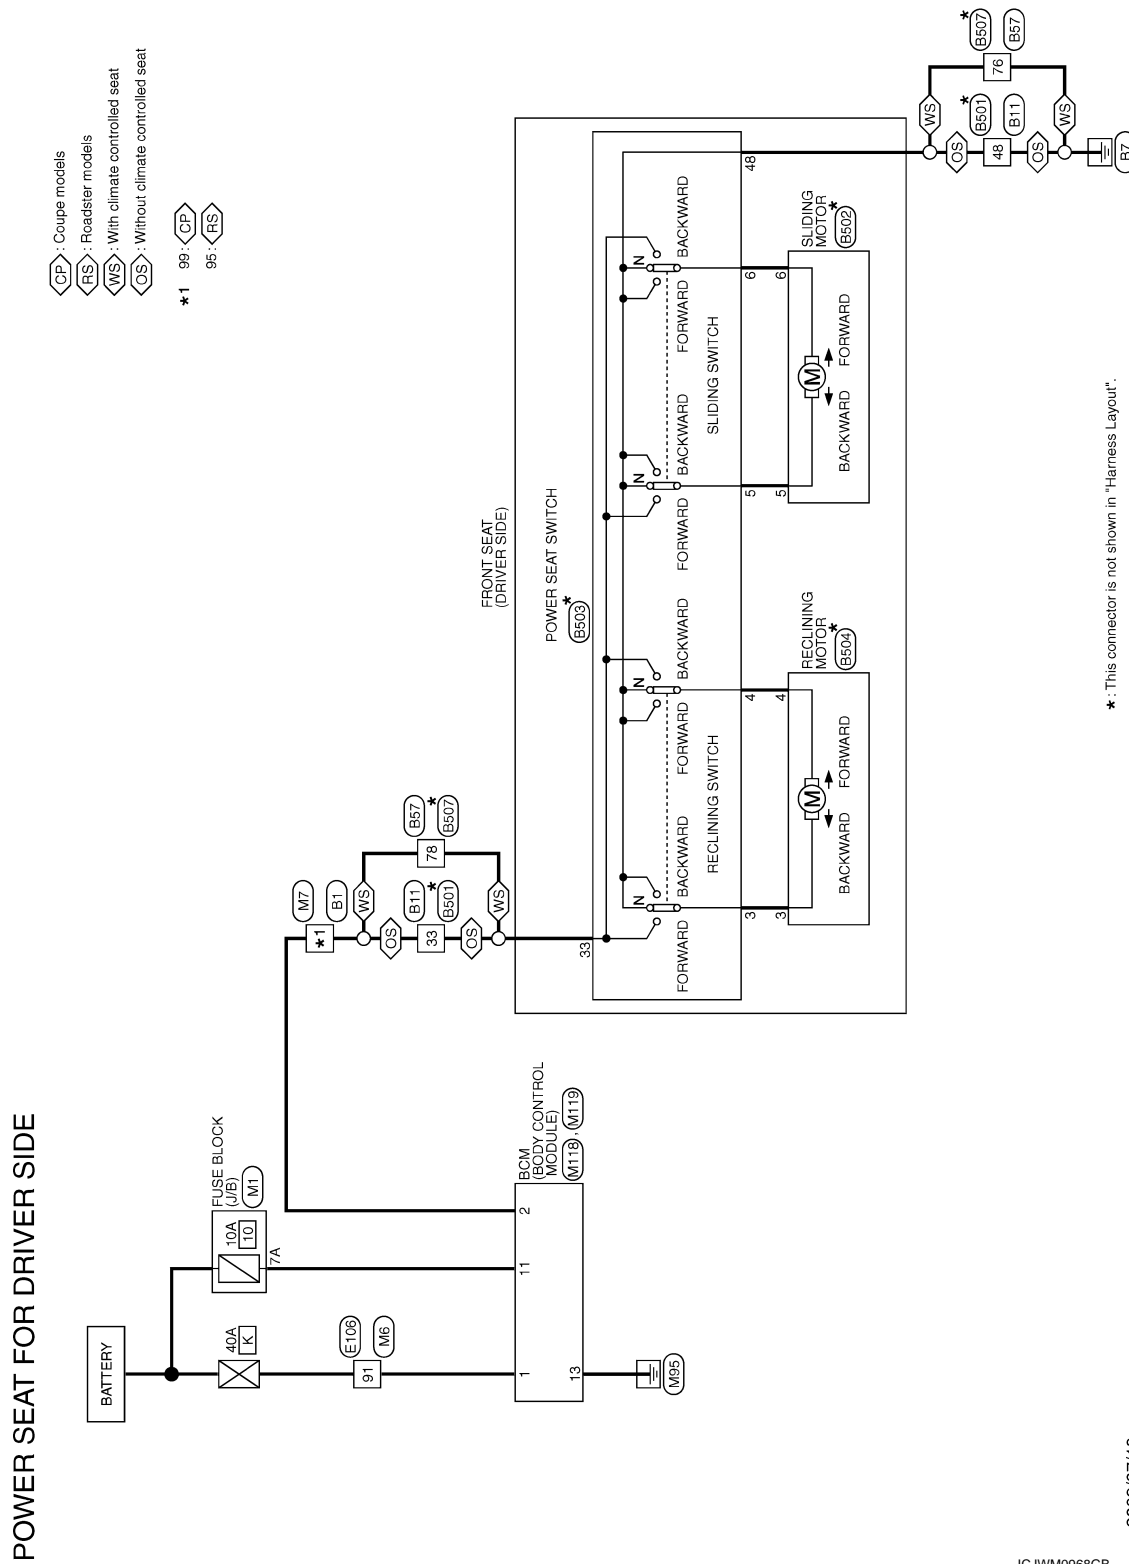 POWER SEAT FOR DRIVER SIDE
BATTERY
40A
K
E106
91
M6
FUSE BLOCK
(J/B)
M1
10A
10
7A
1
11
2
13
BCM
(BODY CONTROL
MODULE)
M118 , M119
M95
M7
*1
B1
WS
OS
B11
33
*
B501
OS
WS
B57
78
*
B507
CP : Coupe models
RS : Roadster models
WS : With climate controlled seat
OS : Without climate controlled seat
*1 99: CP
95: RS
FRONT SEAT
(DRIVER SIDE)
POWER SEAT SWITCH
*
B503
33
N
N
N
N
FORWARD
BACKWARD
FORWARD
BACKWARD
FORWARD
BACKWARD
FORWARD
BACKWARD
RECLINING SWITCH
SLIDING SWITCH
3
4
5
6
48
3
4
5
6
RECLINING
MOTOR
*
B504
M
BACKWARD
FORWARD
SLIDING
MOTOR
*
B502
M
BACKWARD
FORWARD
WS
OS
*
B501
48
B11
OS
WS
*
B507
76
B57
* : This connector is not shown in "Harness Layout".